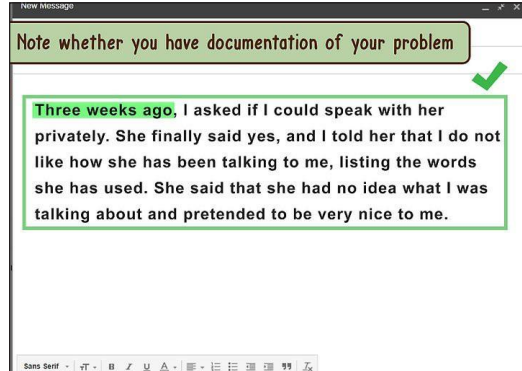 New Message
Note whether you have documentation of your problem
Three weeks ago, I asked if I could speak with her
privately. She finally said yes, and I told her that I do not
like how she has been talking to me, listing the words
she has used. She said that she had no idea what I was
talking about and pretended to be very nice to me.
Sans Serif